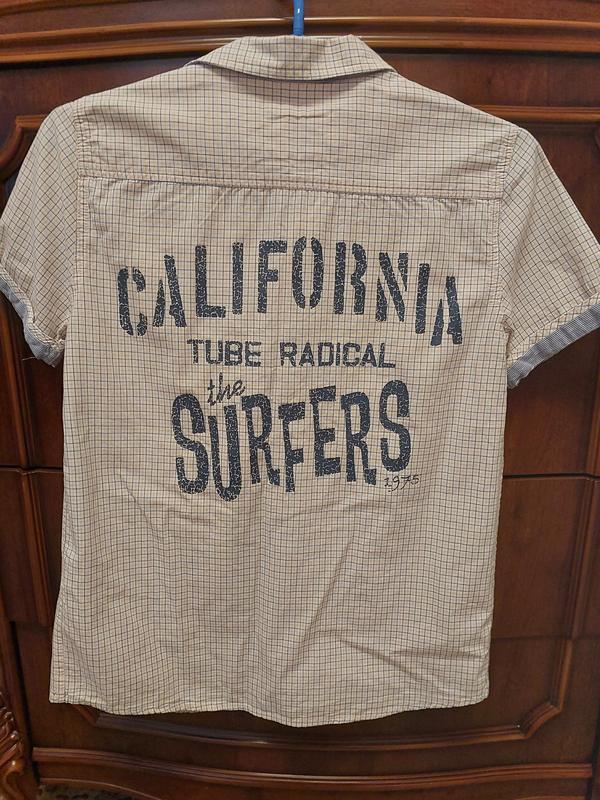 CALIFORNIA
TUBE RADICAL
the
SURFERS
1975